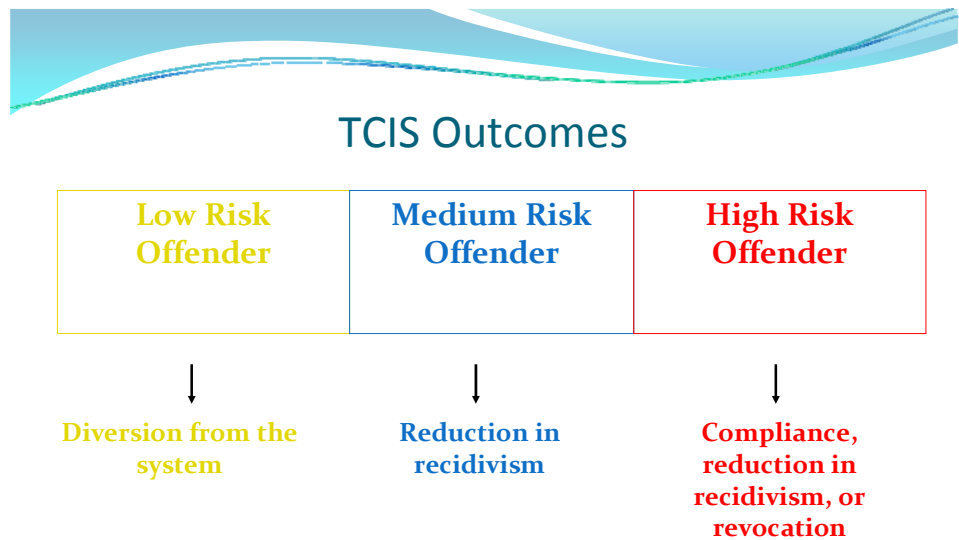 TCIS Outcomes
Low Risk
Offender
Medium Risk
Offender
High Risk
Offender
Diversion from the
system
Reduction in
recidivism
Compliance,
reduction in
recidivism, or
revocation